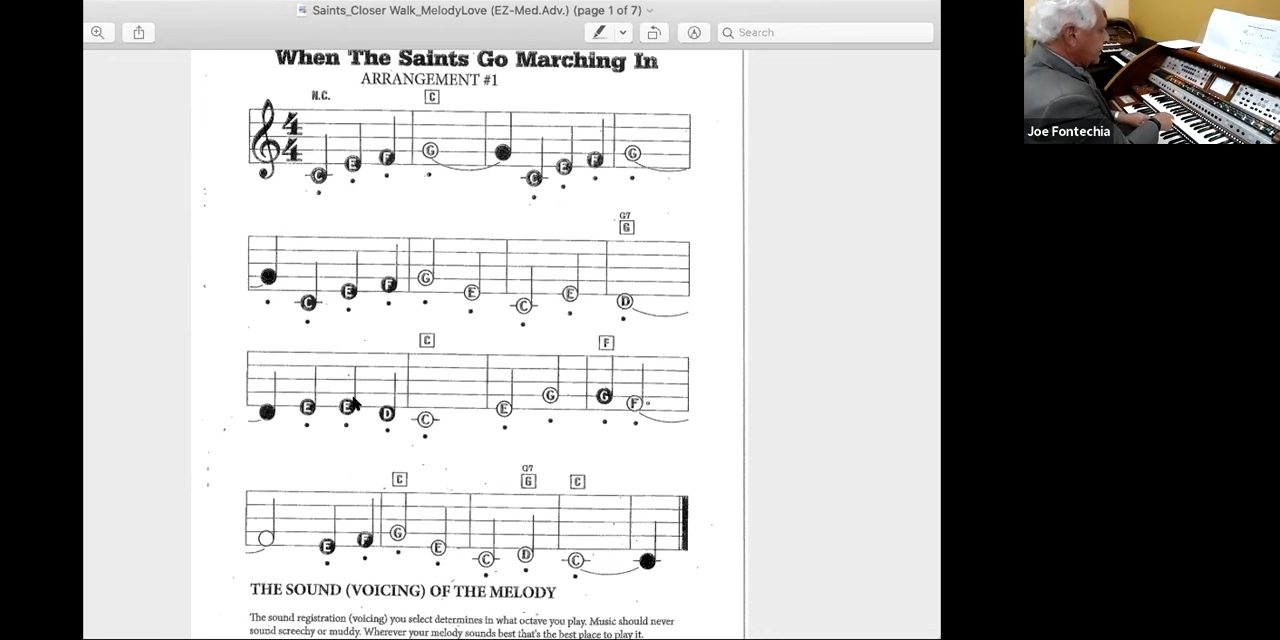 Saints_Closer Walk_MelodyLove (EZ-Med.Adv.) (page 1 of 7)
Search
When The Saints Go Marching In
ARRANGEMENT #1
N.C. C
4
4
C E F G C E F G
G7
G
C E F G E C E D
C F
E E D C E G G F
G7
C G C
E F G E C D C
THE SOUND (VOICING) OF THE MELODY
The sound registration (voicing) you select determines in what octave you play. Music should never
sound screechy or muddy. Wherever your melody sounds best that's the best place to play it.
Joe Fontechia